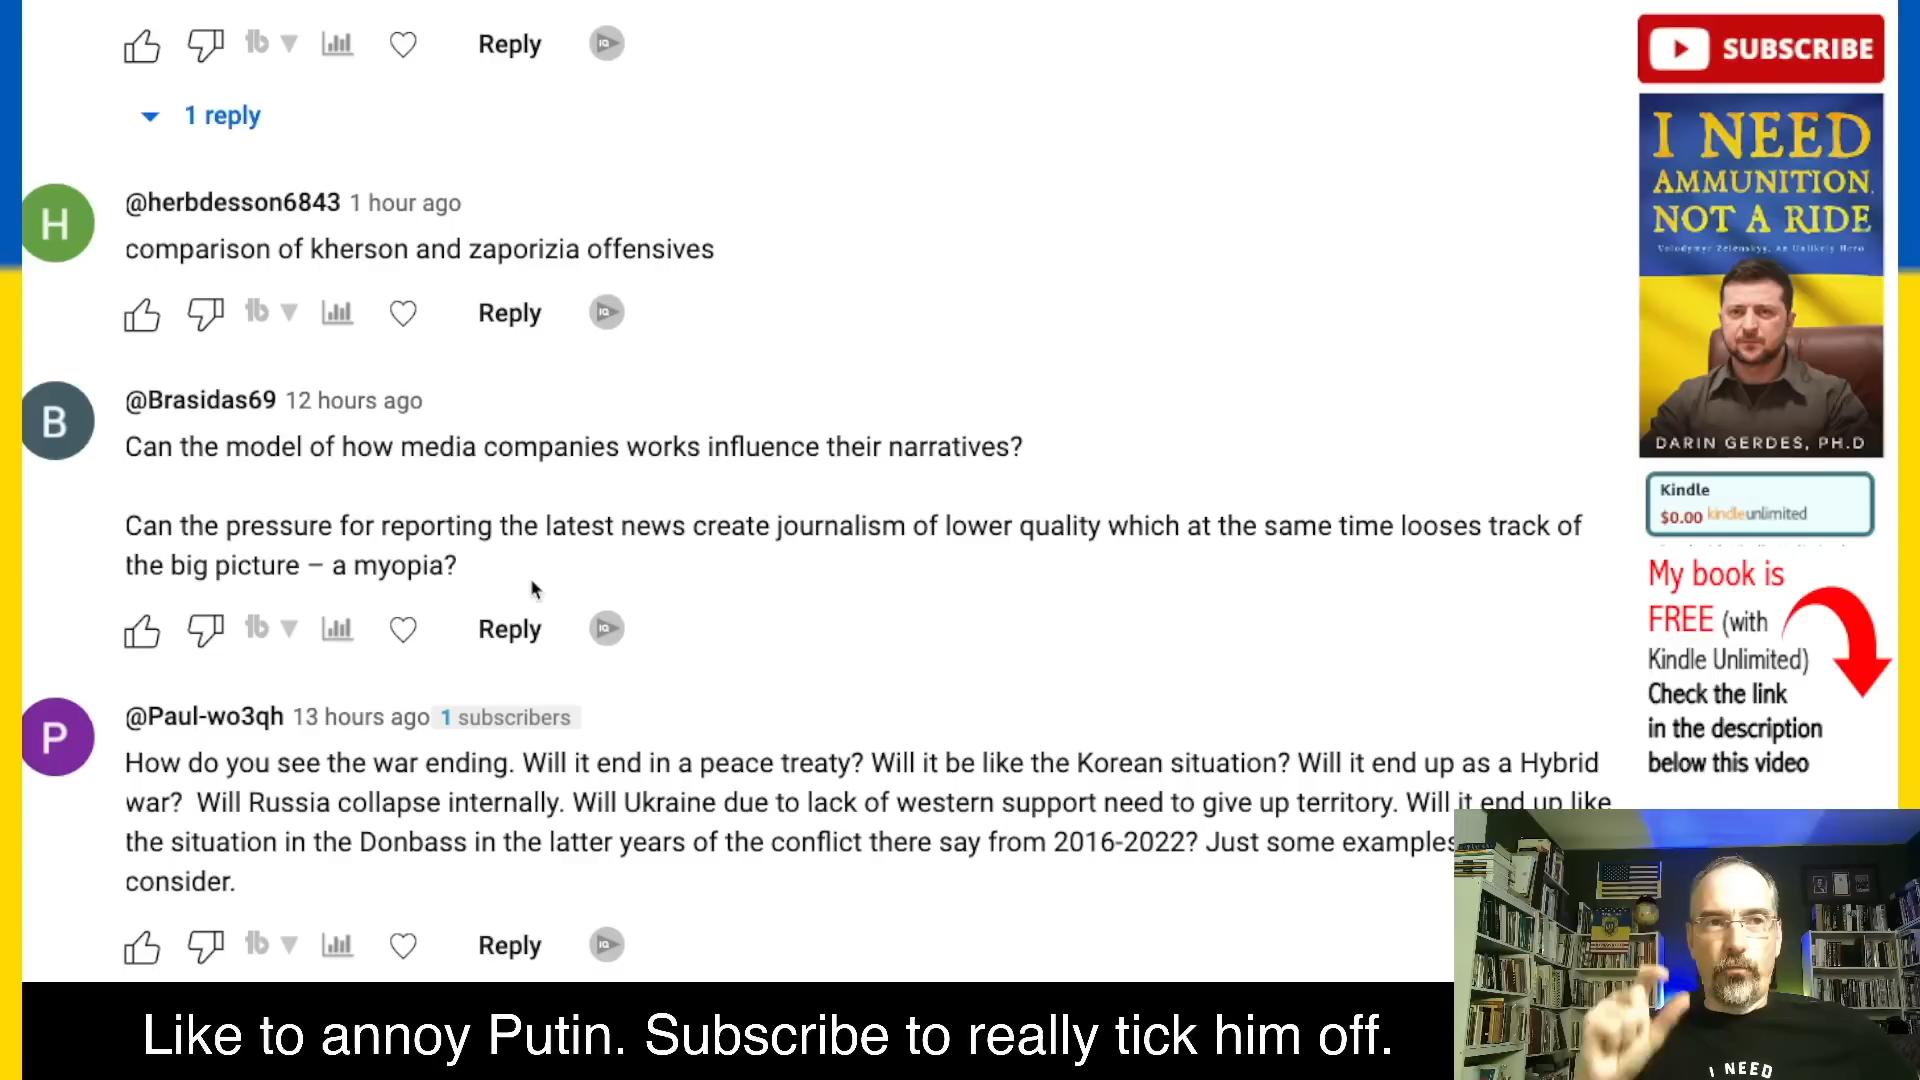 Reply
1 reply
H
@herbdesson6843 1 hour ago
comparison of kherson and zaporizia offensives
Reply
B
@Brasidas69 12 hours ago
Can the model of how media companies works influence their narratives?
Can the pressure for reporting the latest news create journalism of lower quality which at the same time looses track of
the big picture – a myopia?
Reply
P
@Paul-wo3qh 13 hours ago 1 subscribers
How do you see the war ending. Will it end in a peace treaty? Will it be like the Korean situation? Will it end up as a Hybrid
war? Will Russia collapse internally. Will Ukraine due to lack of western support need to give up territory. Will it end up like
the situation in the Donbass in the latter years of the conflict there say from 2016-2022? Just some examples
consider.
Reply
SUBSCRIBE
I NEED
AMMUNITION,
NOT A RIDE
Volodymyr Zelenskyy, An Unlikely Hero
DARIN GERDES, PH.D
Kindle
$0.00 kindleunlimited
My book is
FREE (with
Kindle Unlimited)
Check the link
in the description
below this video
Like to annoy Putin. Subscribe to really tick him off.
I NEED